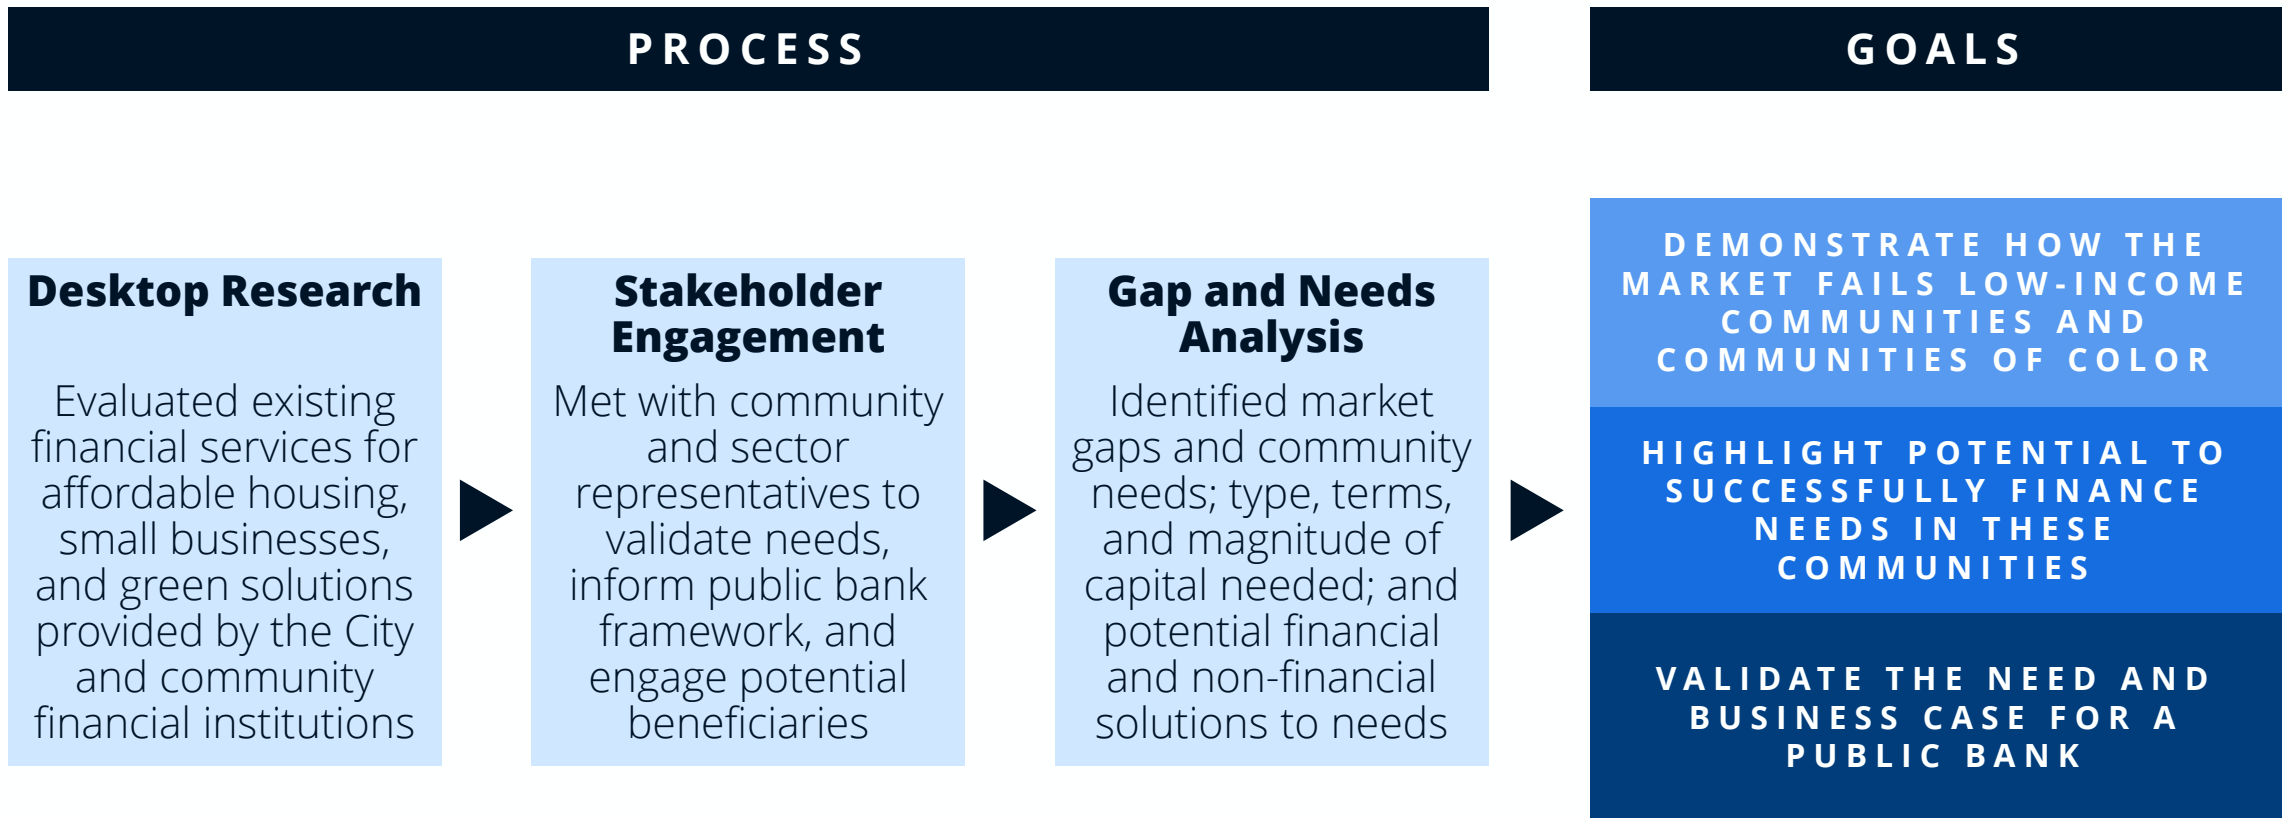 PROCESS
GOALS
Desktop Research
Evaluated existing
financial services for
affordable housing,
small businesses,
and green solutions
provided by the City
and community
financial institutions
Stakeholder
Engagement
Met with community
and sector
representatives to
validate needs,
inform public bank
framework, and
engage potential
beneficiaries
Gap and Needs
Analysis
Identified market
gaps and community
needs; type, terms,
and magnitude of
capital needed; and
potential financial
and non-financial
solutions to needs
DEMONSTRATE HOW THE
MARKET FAILS LOW-INCOME
COMMUNITIES AND
COMMUNITIES OF COLOR
HIGHLIGHT POTENTIAL TO
SUCCESSFULLY FINANCE
NEEDS IN THESE
COMMUNITIES
VALIDATE THE NEED AND
BUSINESS CASE FOR A
PUBLIC BANK